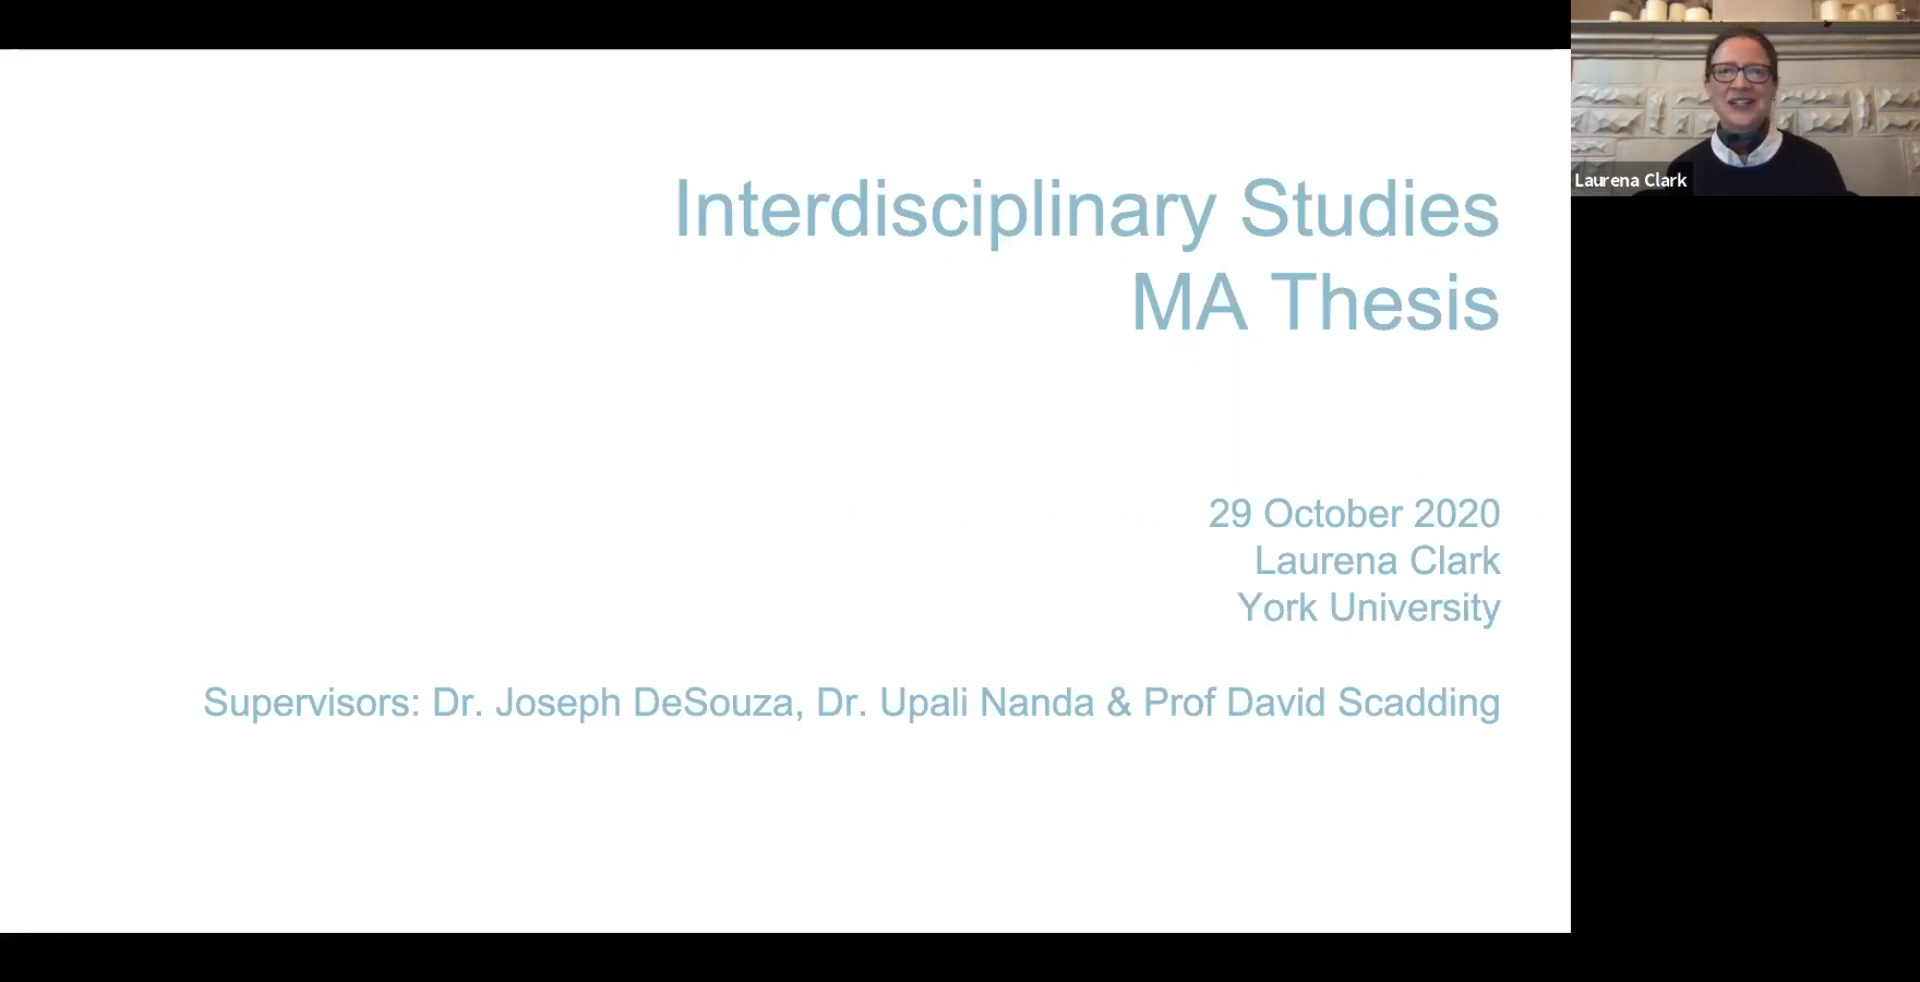 Interdisciplinary Studies
MA Thesis
29 October 2020
Laurena Clark
York University
Supervisors: Dr. Joseph DeSouza, Dr. Upali Nanda & Prof David Scadding
Laurena Clark